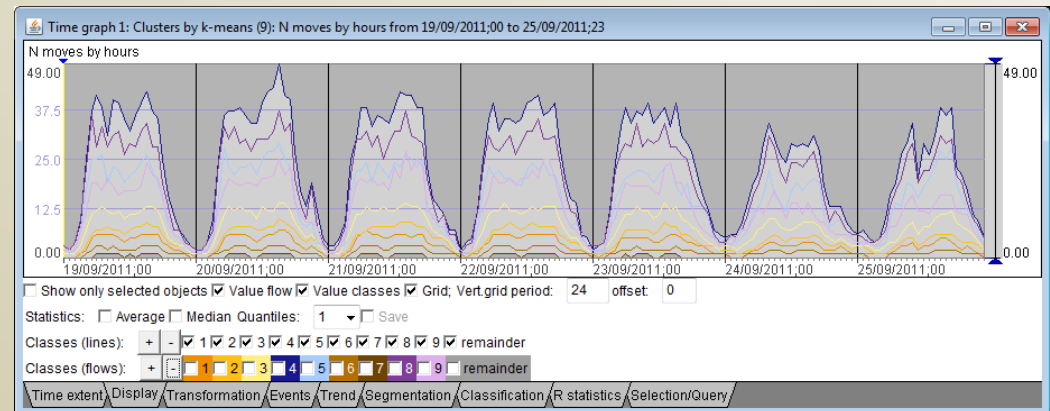 Time graph 1: Clusters by k-means (9): N moves by hours from 19/09/2011;00 to 25/09/2011;23
N moves by hours
49.00 49.00
37.5
25.0
12.5
0.00 0.00
19/09/2011;00 20/09/2011;00 21/09/2011;00 22/09/2011;00 23/09/2011;00 24/09/2011;00 25/09/2011;00
Show only selected objects Value flow Value classes Grid; Vert.grid period: 24 offset: 0
Statistics: Average Median Quantiles: 1 Save
Classes (lines): + - 1 2 3 4 5 6 7 8 9 remainder
Classes (flows): + - 1 2 3 4 5 6 7 8 9 remainder
Time extent Display Transformation Events Trend Segmentation Classification R statistics Selection/Query